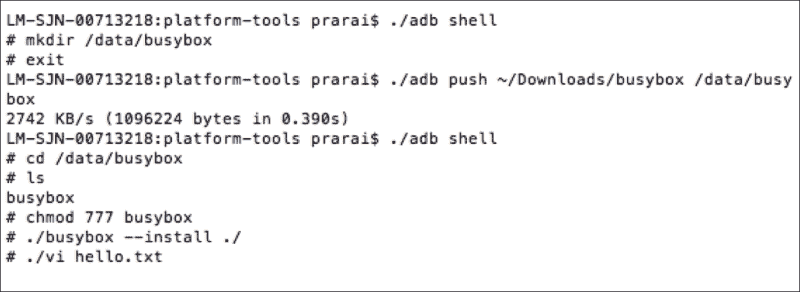 LM-SJN-00713218:platform-tools prarai$ ./adb shell
# mkdir /data/busybox
# exit
LM-SJN-00713218:platform-tools prarai$ ./adb push ~/Downloads/busybox /data/busy
box
2742 KB/s (1096224 bytes in 0.390s)
LM-SJN-00713218:platform-tools prarai$ ./adb shell
# cd /data/busybox
# ls
busybox
# chmod 777 busybox
# ./busybox --install ./
# ./vi hello.txt